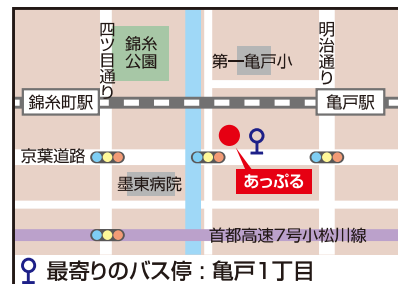 四ツ目通り
錦糸
公園
第一亀戸小
明治通り
錦糸町駅
亀戸駅
京葉道路
墨東病院
あっぷる
首都高速7号小松川線
最寄りのバス停：亀戸1丁目